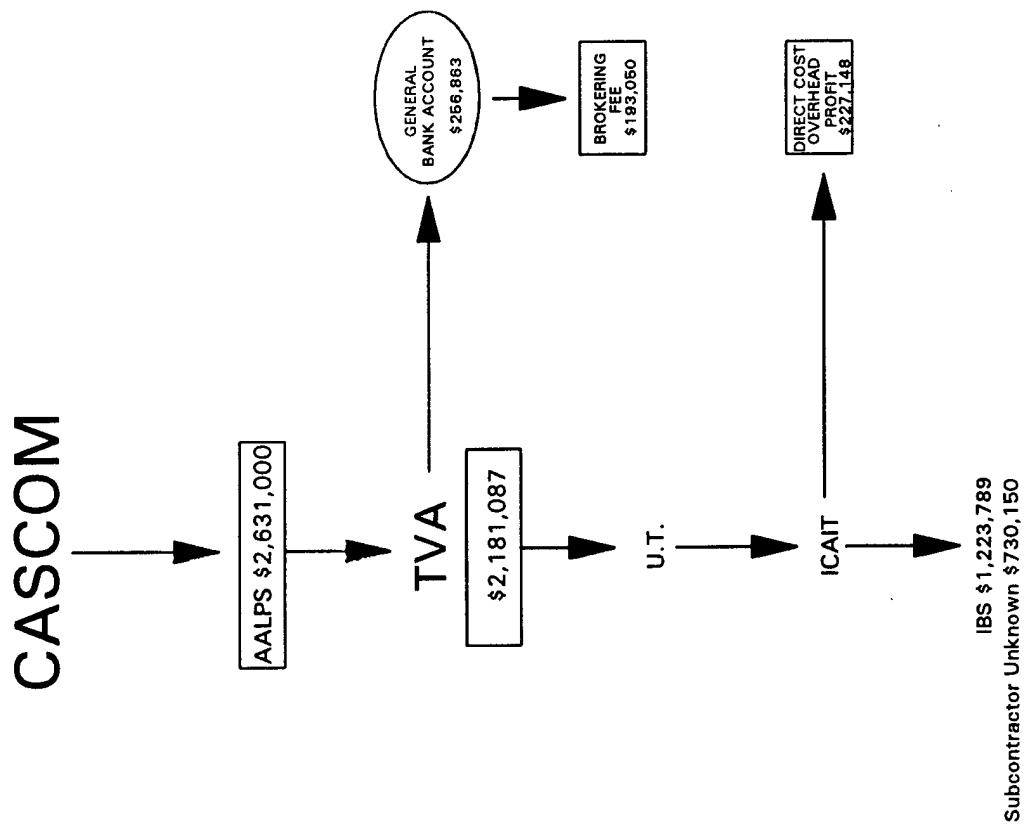 CASCOM
AALPS $2,631,000
TVA
GENERAL
BANK ACCOUNT
$256,863
$2,181,087
BROKERING
FEE
$193,050
U.T.
ICAIT
DIRECT COST
OVERHEAD
PROFIT
$227,148
IBS $1,223,789
Subcontractor Unknown $730,150